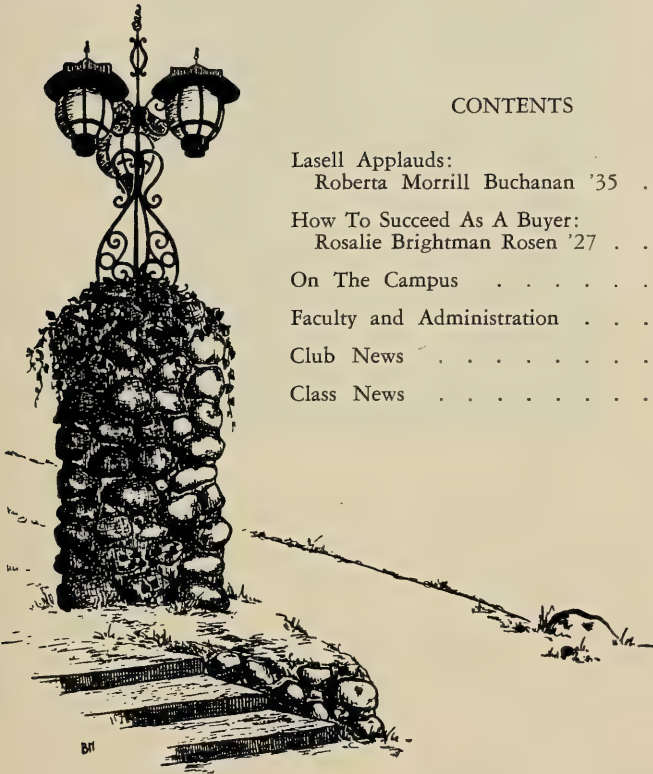 CONTENTS
Lasell Applauds:
Roberta Morrill Buchanan '35 .
How To Succeed As A Buyer:
Rosalie Brightman Rosen '27 . .
On The Campus . . . . . .
Faculty and Administration . . .
Club News . . . . . . . .
Class News . . . . . . . .
BM